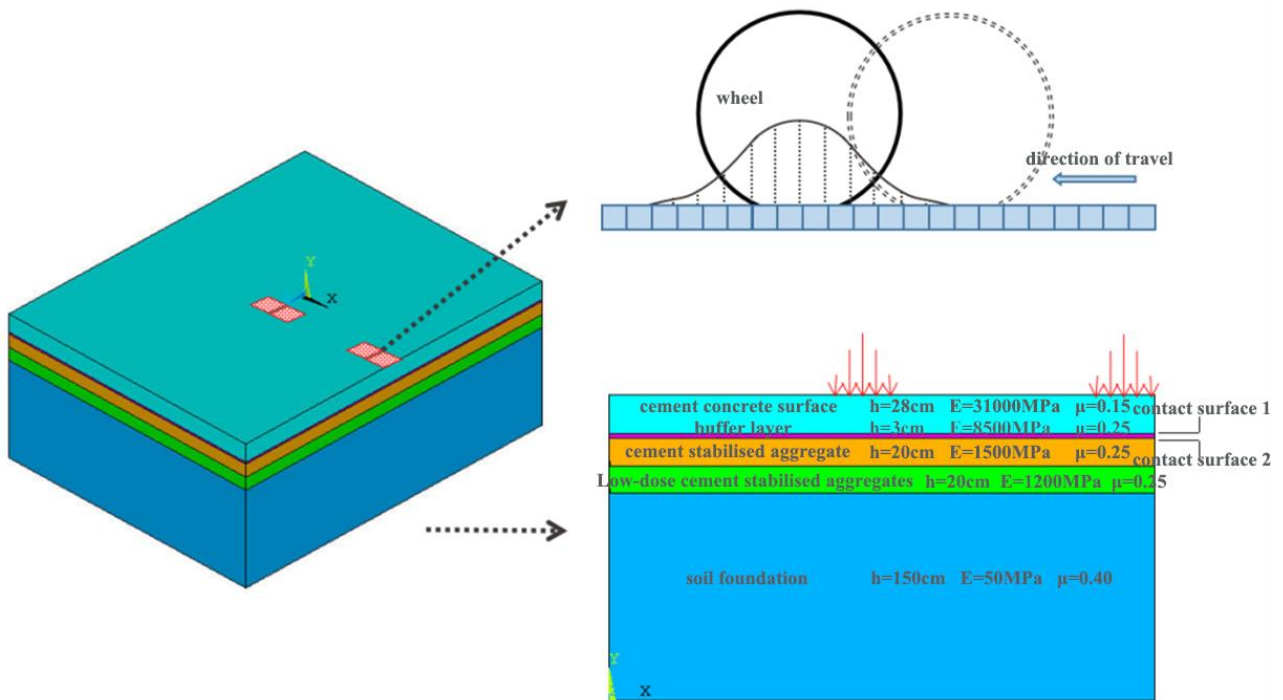 wheel
direction of travel
Y
X
cement concrete surface h=28cm E=31000MPa μ=0.15
contact surface 1
buffer layer h=3cm E=8500MPa μ=0.25
cement stabilised aggregate h=20cm E=1500MPa μ=0.25
contact surface 2
Low-dose cement stabilised aggregates h=20cm E=1200MPa μ=0.25
soil foundation h=150cm E=50MPa μ=0.40
Y
X